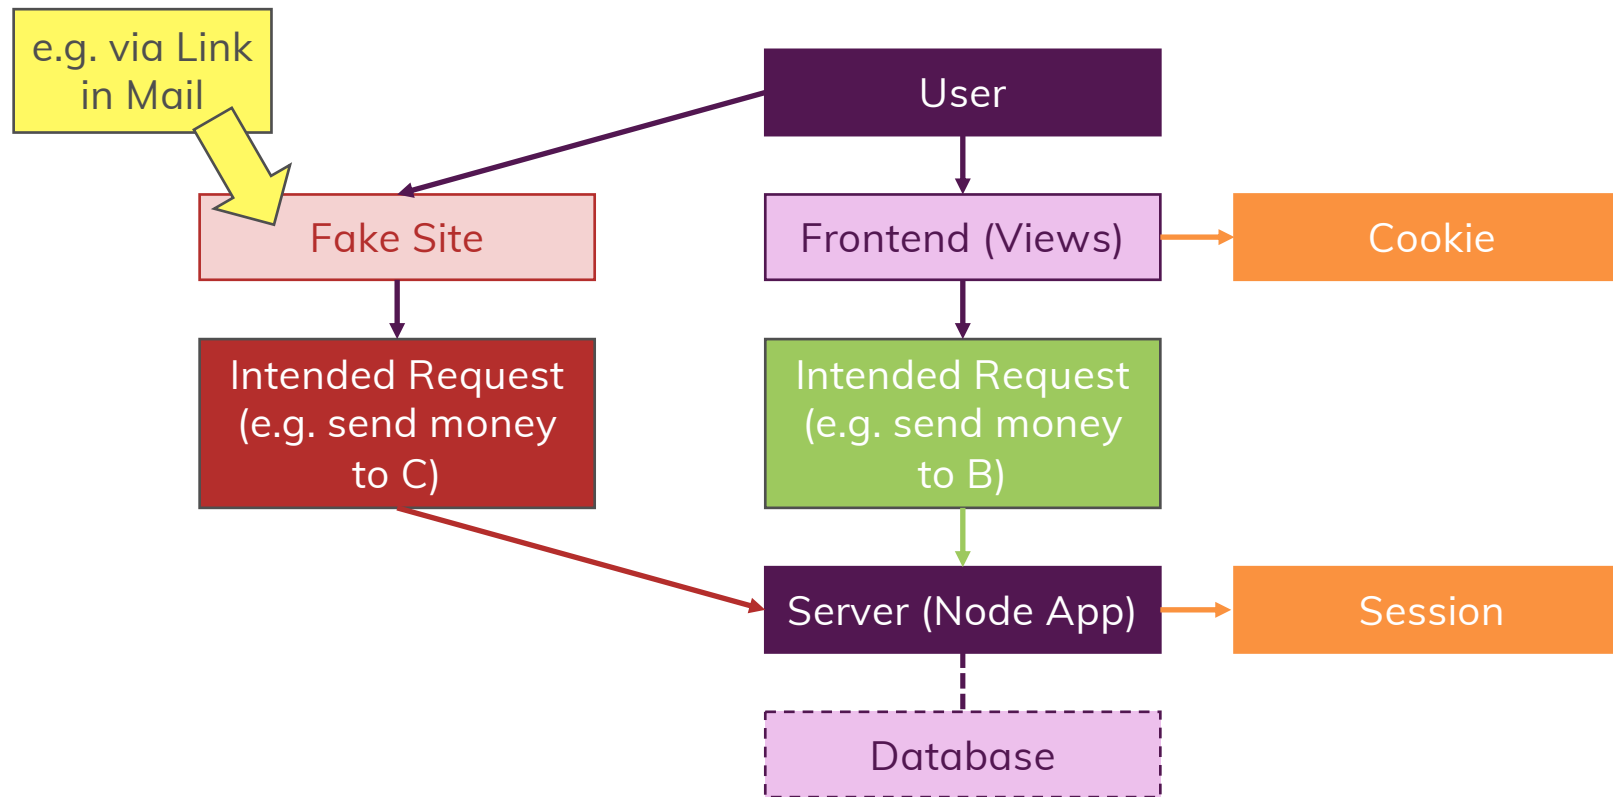 e.g. via Link
in Mail
User
Fake Site
Frontend (Views)
Cookie
Intended Request
(e.g. send money
to C)
Intended Request
(e.g. send money
to B)
Server (Node App)
Session
Database